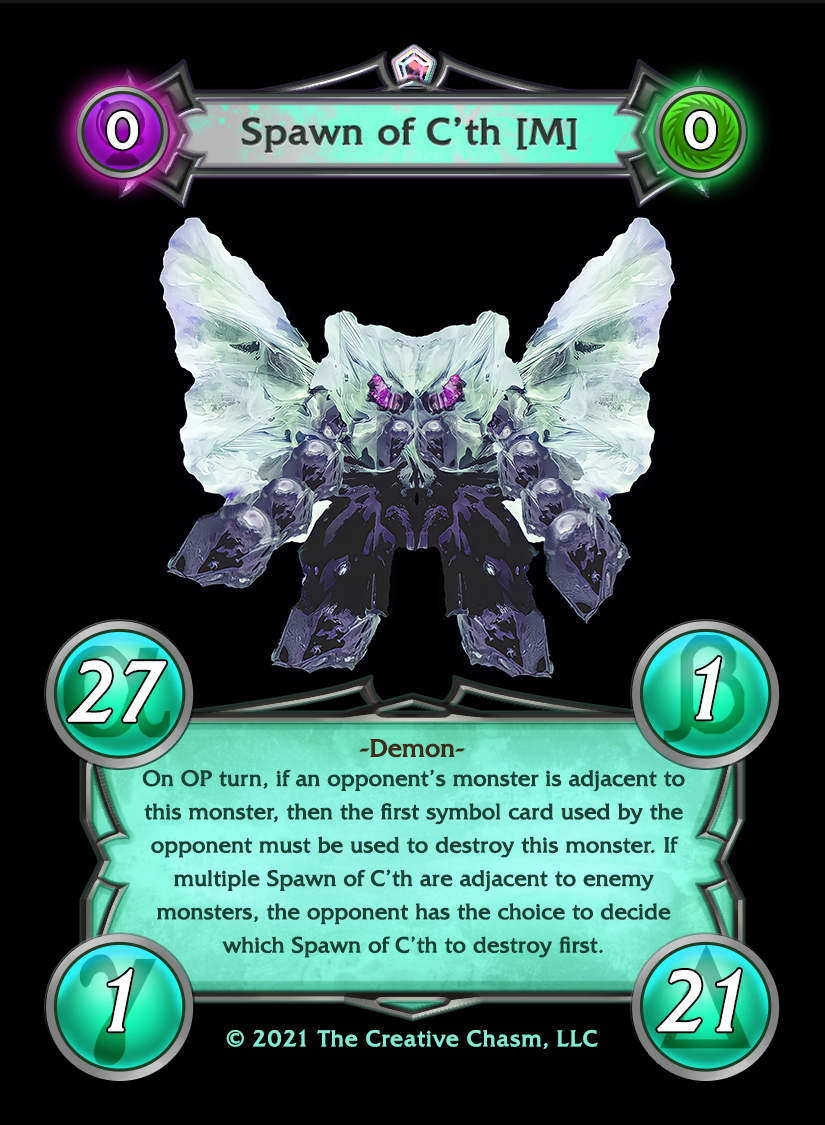 0
Spawn of C'th [M]
0
α
27
β
1
-Demon-
On OP turn, if an opponent's monster is adjacent to
this monster, then the first symbol card used by the
opponent must be used to destroy this monster. If
multiple Spawn of C'th are adjacent to enemy
monsters, the opponent has the choice to decide
which Spawn of C'th to destroy first.
γ
1
Δ
21
© 2021 The Creative Chasm, LLC